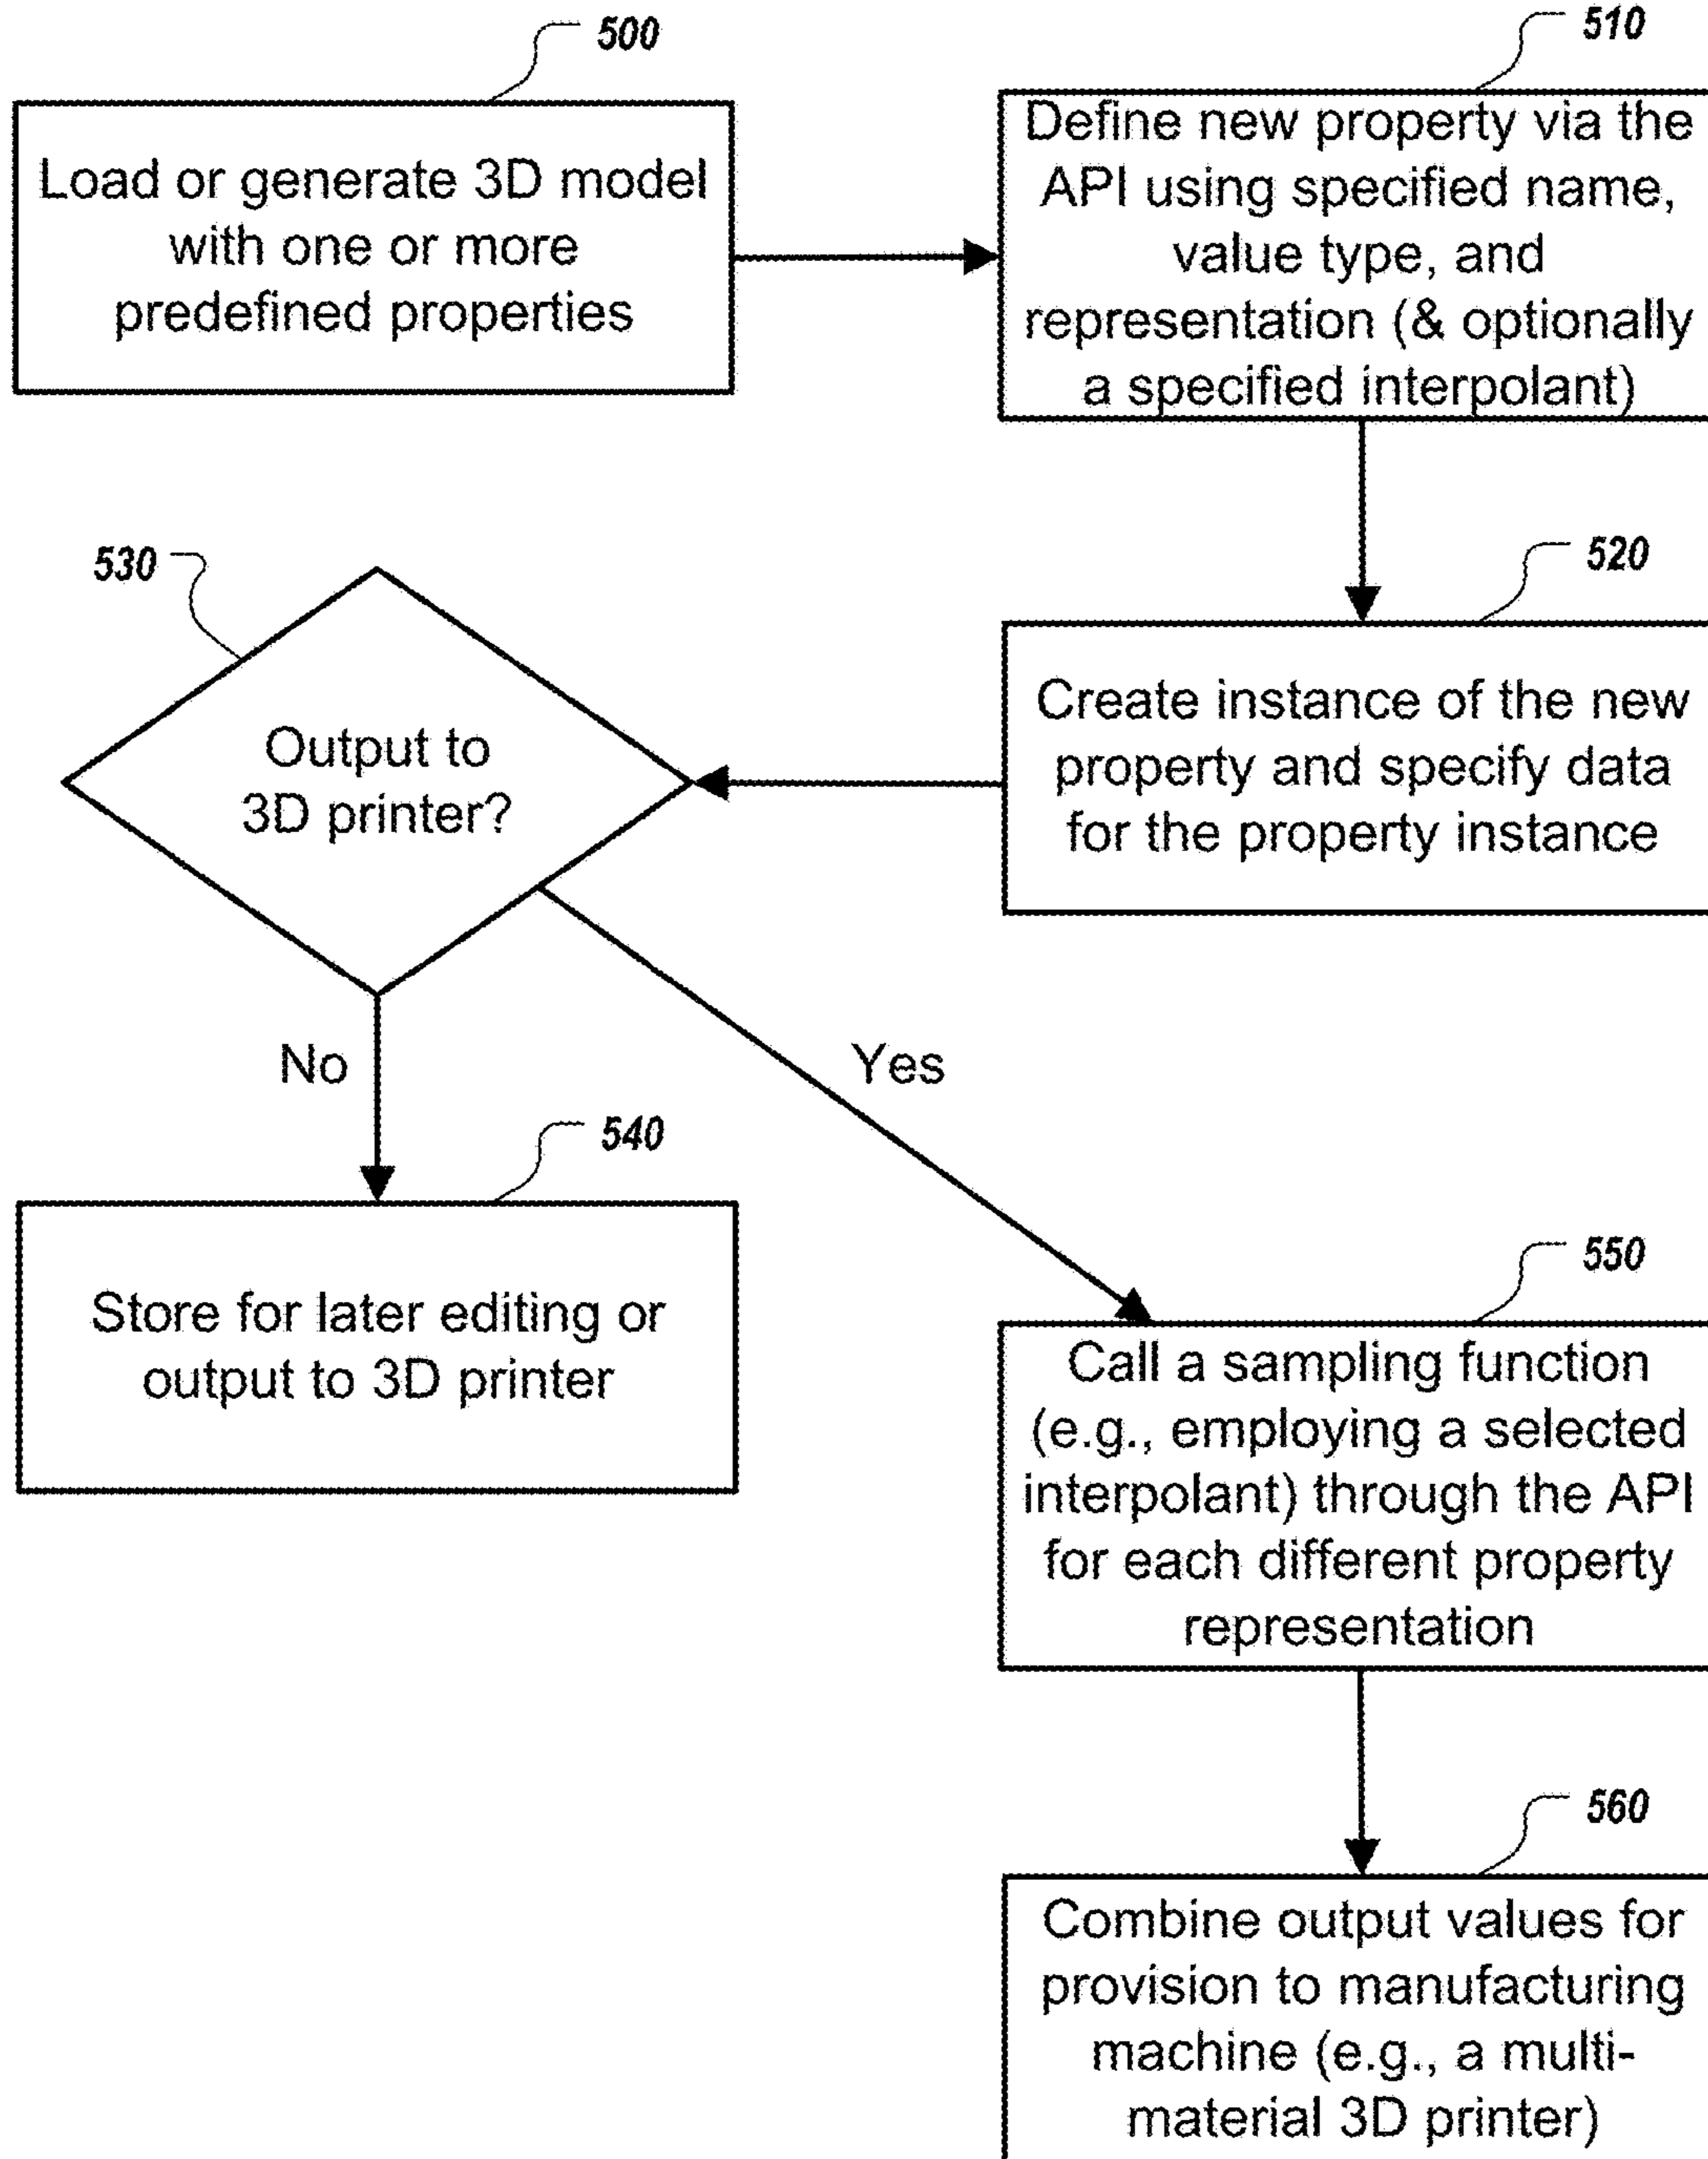 500
Load or generate 3D model
with one or more
predefined properties
510
Define new property via the
API using specified name,
value type, and
representation (& optionally
a specified interpolant)
520
Create instance of the new
property and specify data
for the property instance
530
Output to
3D printer?
No
Yes
540
Store for later editing or
output to 3D printer
550
Call a sampling function
(e.g., employing a selected
interpolant) through the API
for each different property
representation
560
Combine output values for
provision to manufacturing
machine (e.g., a multi-
material 3D printer)